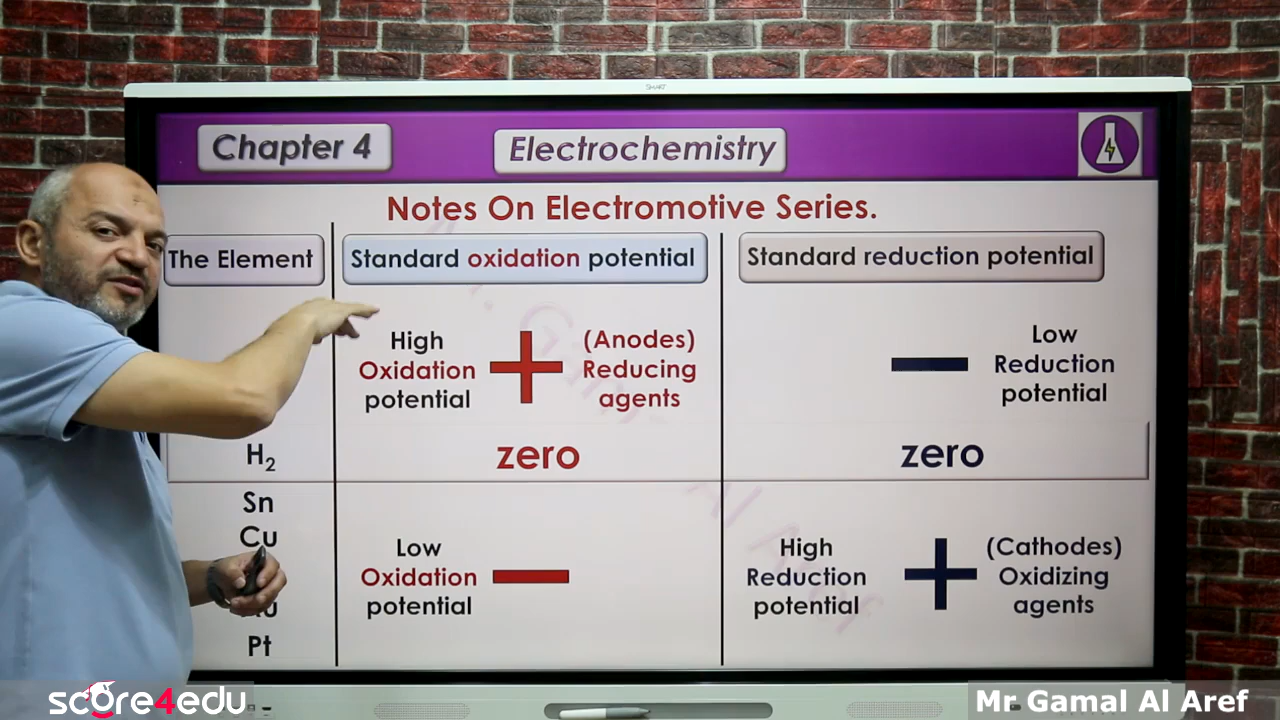 SMART
Chapter 4
Electrochemistry
Notes On Electromotive Series.
The Element
Standard oxidation potential
Standard reduction potential
High
Oxidation
potential
(Anodes)
Reducing
agents
Low
Reduction
potential
H₂
zero
zero
Sn
Cu
Pt
Low
Oxidation
potential
High
Reduction
potential
(Cathodes)
Oxidizing
agents
score4edu
Mr Gamal Al Aref